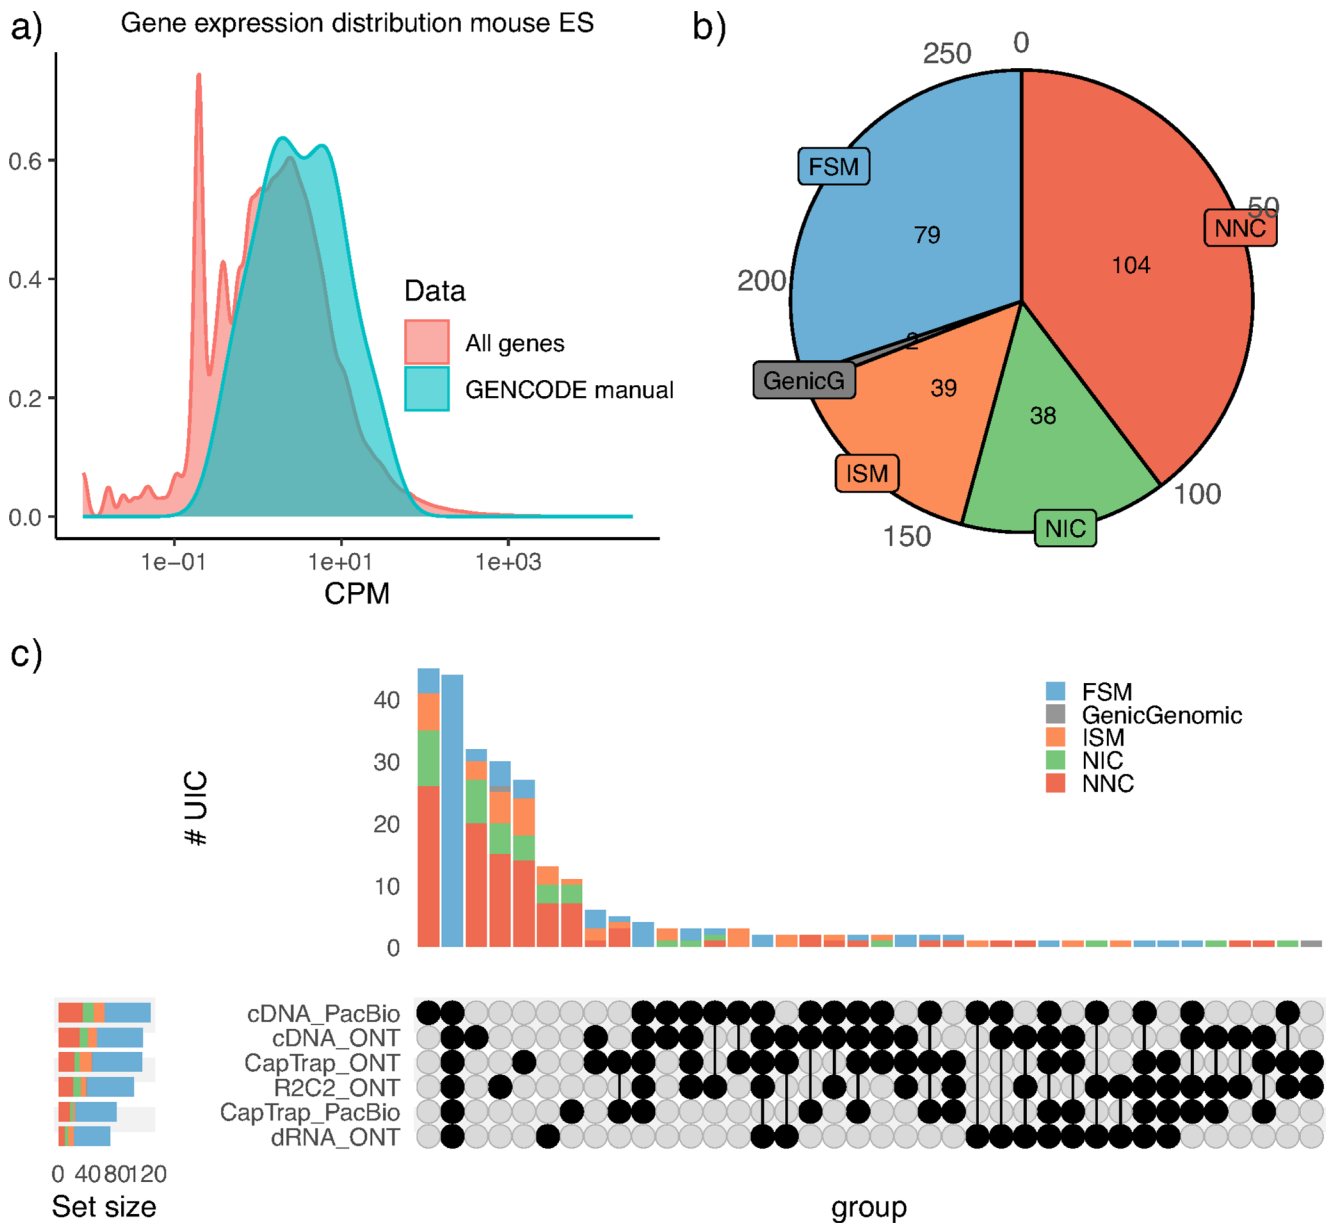 a)
Gene expression distribution mouse ES
0.6
0.4
0.2
0.0
1e−01
1e+01
1e+03
CPM
Data
All genes
GENCODE manual
b)
250
0
FSM
50
NNC
79
104
200
2
GenicG
39
38
ISM
100
NIC
150
c)
# UIC
40
30
20
10
0
FSM
GenicGenomic
ISM
NIC
NNC
cDNA_PacBio
cDNA_ONT
CapTrap_ONT
R2C2_ONT
CapTrap_PacBio
dRNA_ONT
0 40 80 120
Set size
group